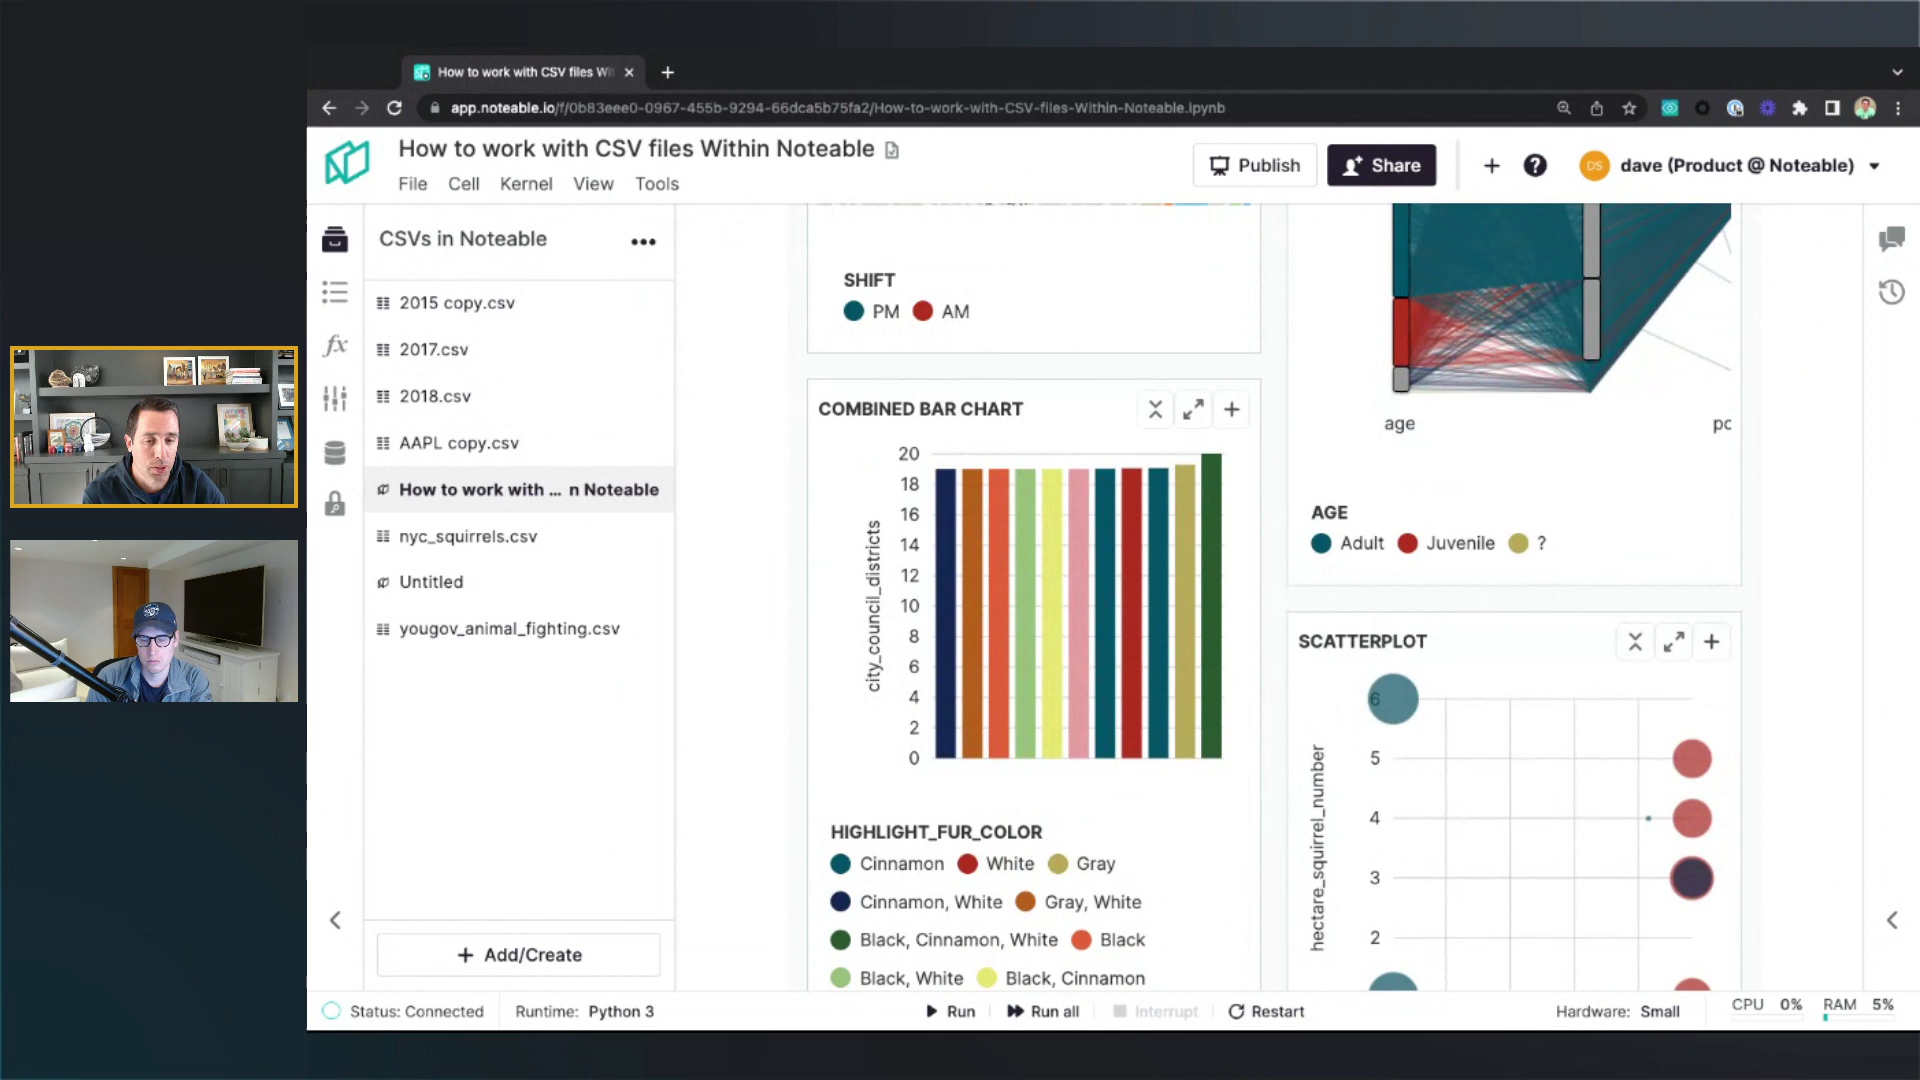 How to work with CSV files Wit
app.noteable.io/f/0b83eee0-0967-455b-9294-66dca5b75fa2/How-to-work-with-CSV-files-Within-Noteable.ipynb
How to work with CSV files Within Noteable
File Cell Kernel View Tools
Publish
Share
DS
dave (Product @ Noteable)
CSVs in Noteable
2015 copy.csv
2017.csv
2018.csv
AAPL copy.csv
How to work with ... n Noteable
nyc_squirrels.csv
Untitled
yougov_animal_fighting.csv
Add/Create
SHIFT
PM AM
COMBINED BAR CHART
20
18
16
14
12
10
8
6
4
2
0
city_council_districts
HIGHLIGHT_FUR_COLOR
Cinnamon White Gray
Cinnamon, White Gray, White
Black, Cinnamon, White Black
Black, White Black, Cinnamon
age
pc
AGE
Adult Juvenile ?
SCATTERPLOT
6
5
4
3
2
hectare_squirrel_number
Status: Connected
Runtime: Python 3
Run
Run all
Interrupt
Restart
Hardware: Small
CPU 0%
RAM 5%